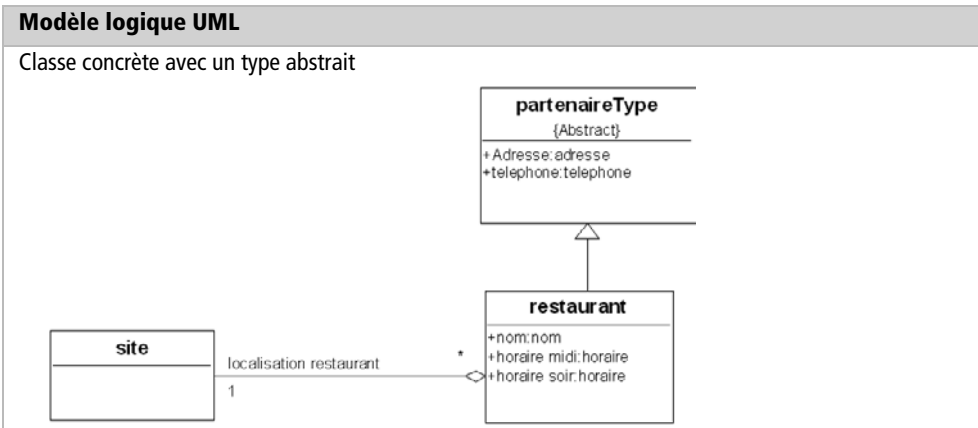 Modèle logique UML
Classe concrète avec un type abstrait
partenaireType
{Abstract}
+Adresse:adresse
+telephone:telephone
restaurant
+nom:nom
+horaire midi:horaire
+horaire soir:horaire
site
localisation restaurant
*
1